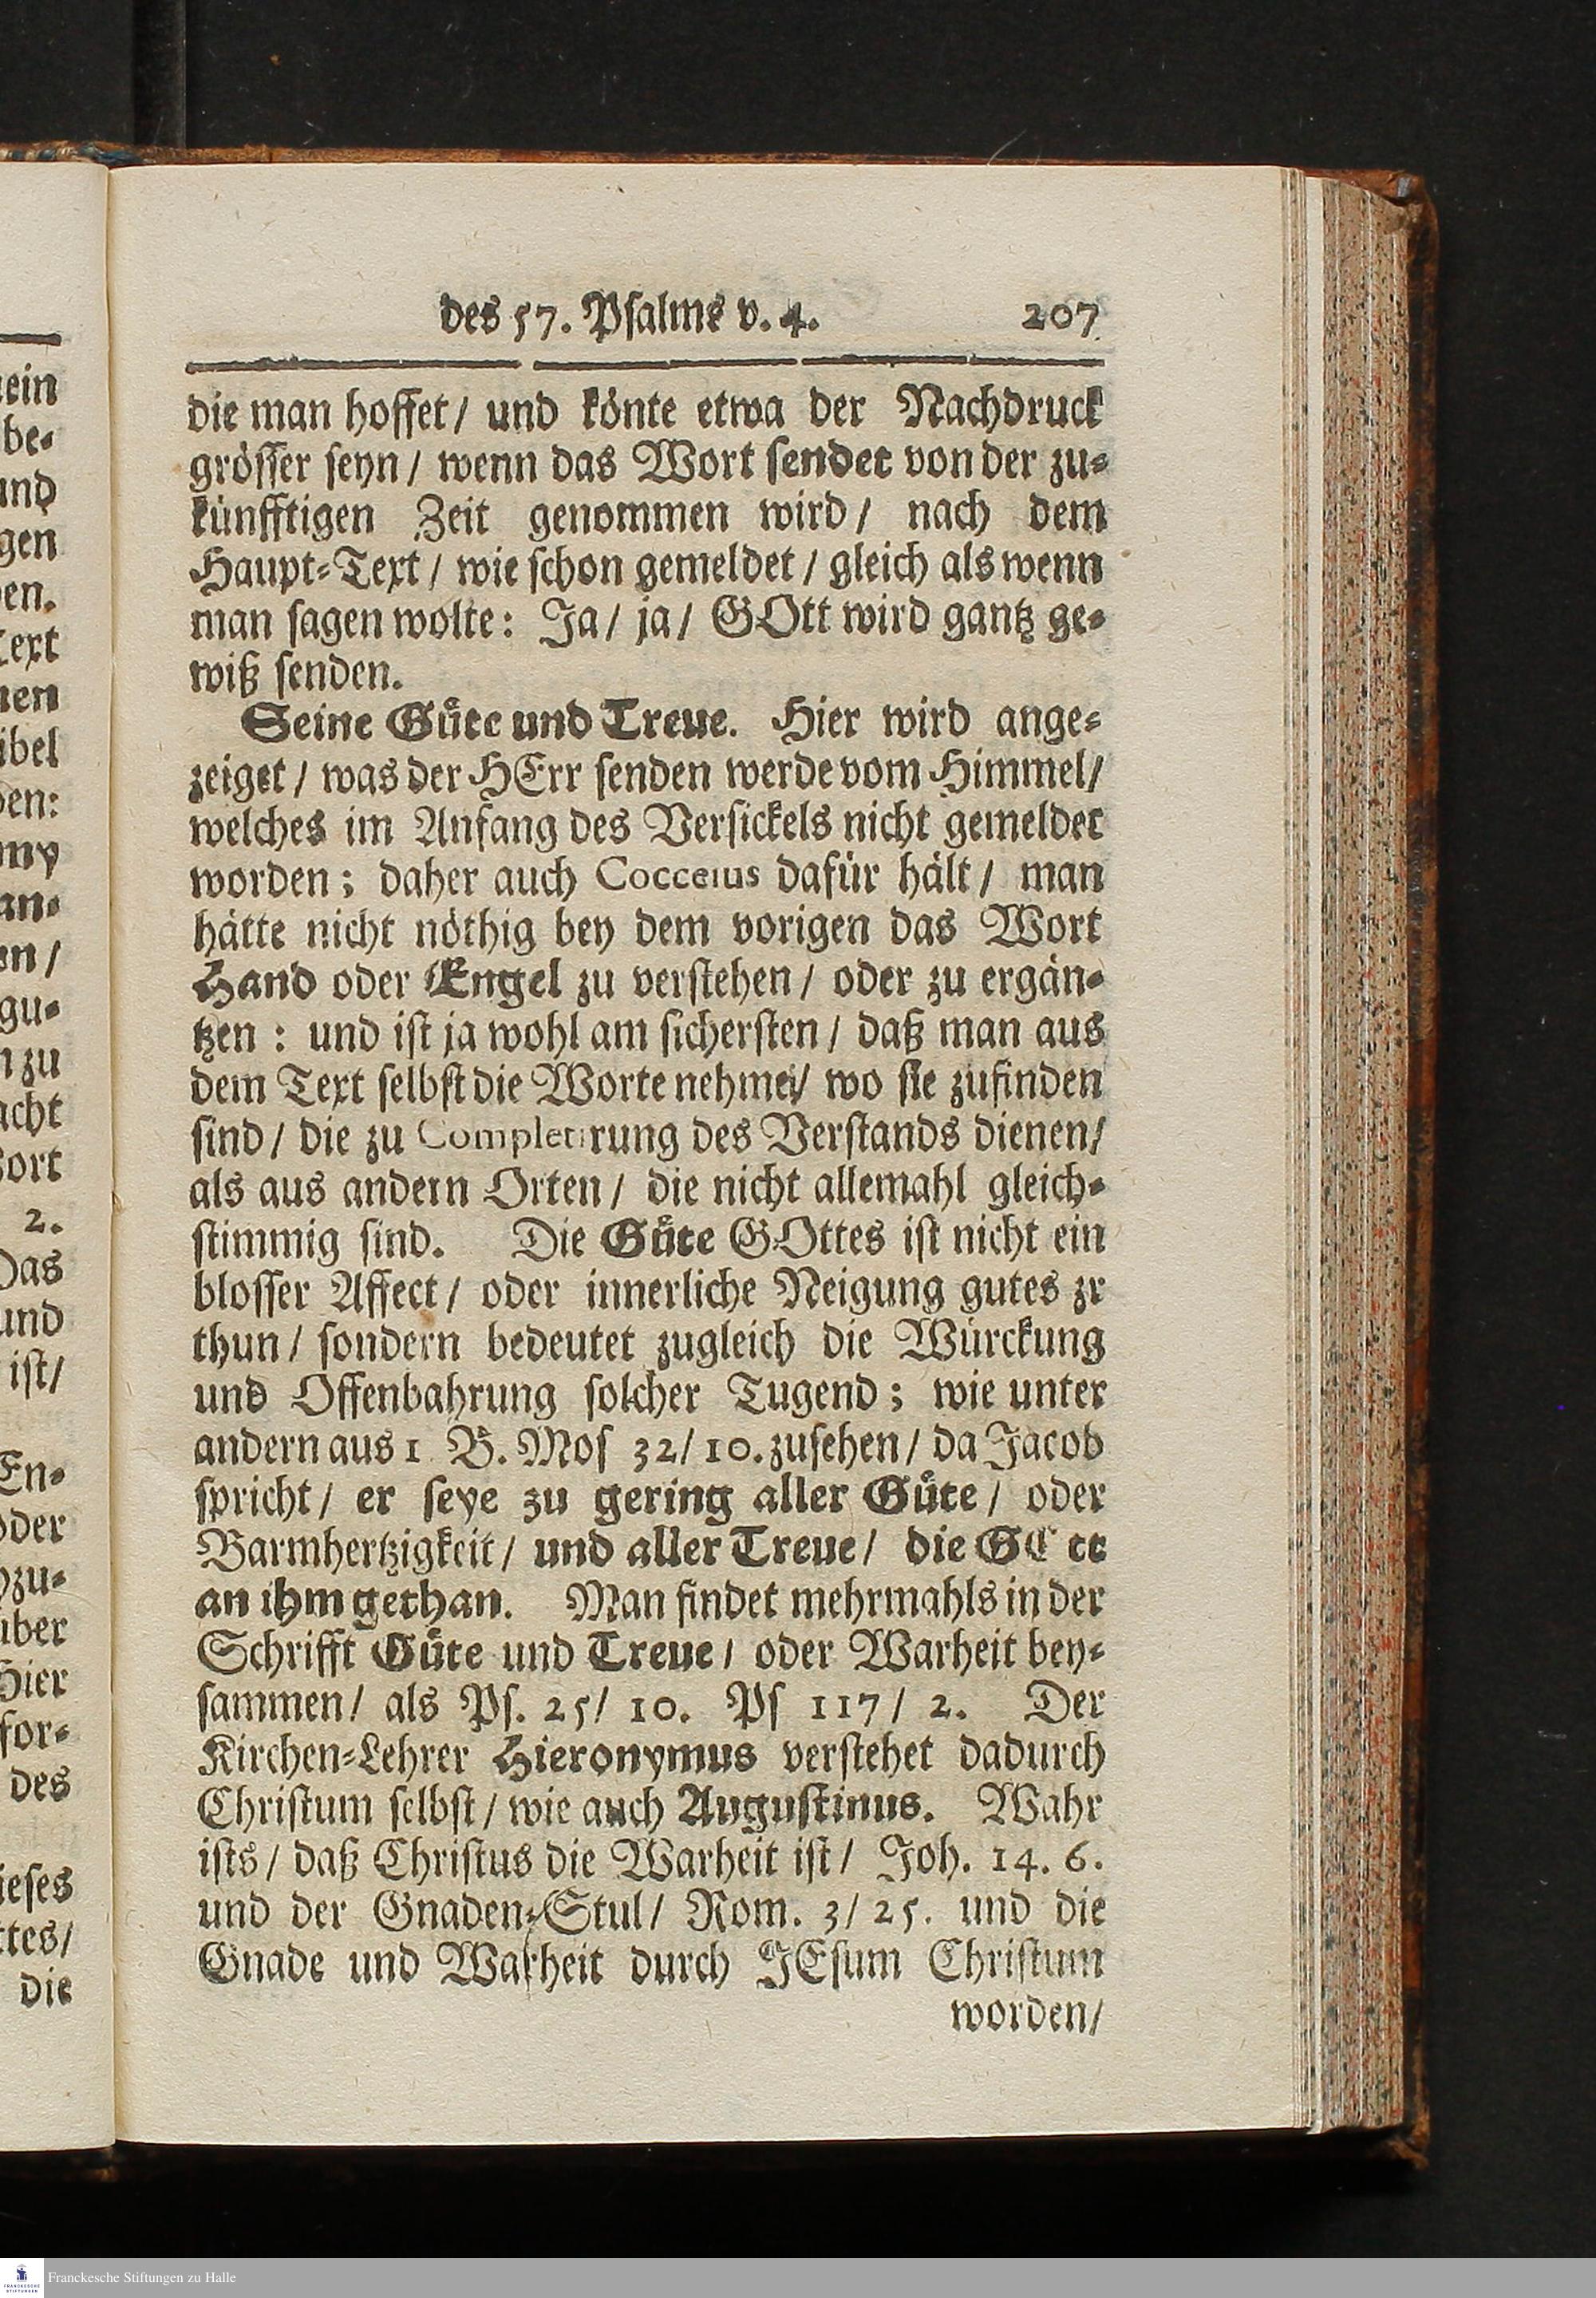 des 57. Psalms v. 4. 207
die man hoffet / und könte etwa der Nachdruck
grösser seyn / wenn das Wort sendet von der zu-
künfftigen Zeit genommen wird / nach dem
Haupt-Text / wie schon gemeldet / gleich als wenn
man sagen wolte: Ja / ja / GOtt wird gantz ge-
wiß senden.
Seine Güte und Treue. Hier wird ange-
zeiget / was der HErr senden werde vom Himmel /
welches im Anfang des Versickels nicht gemeldet
worden; daher auch Cocceius dafür hält / man
hätte nicht nöthig bey dem vorigen das Wort
Hand oder Engel zu verstehen / oder zu ergän-
tzen: und ist ja wohl am sichersten / daß man aus
dem Text selbst die Worte nehme / wo sie zufinden
sind / die zu Completirung des Verstands dienen /
als aus andern Orten / die nicht allemahl gleich-
stimmig sind. Die Güte GOttes ist nicht ein
blosser Affect / oder innerliche Neigung gutes zr
thun / sondern bedeutet zugleich die Würckung
und Offenbahrung solcher Tugend; wie unter
andern aus 1 B. Mos 32 / 10. zusehen / da Jacob
spricht / er seye zu gering aller Güte / oder
Barmhertzigkeit / und aller Treue / die
an ihm gethan. Man findet mehrmahls in der
Schrifft Güte und Treue / oder Warheit bey-
sammen / als Ps. 25 / 10. Ps 117 / 2. Der
Kirchen-Lehrer Hieronymus verstehet dadurch
Christum selbst / wie auch Augustinus. Wahr
ists / daß Christus die Warheit ist / Joh. 14. 6.
und der Gnaden-Stul / Rom. 3 / 25. und die
Gnade und Warheit durch JEsum Christum
worden /
Franckesche Stiftungen zu Halle